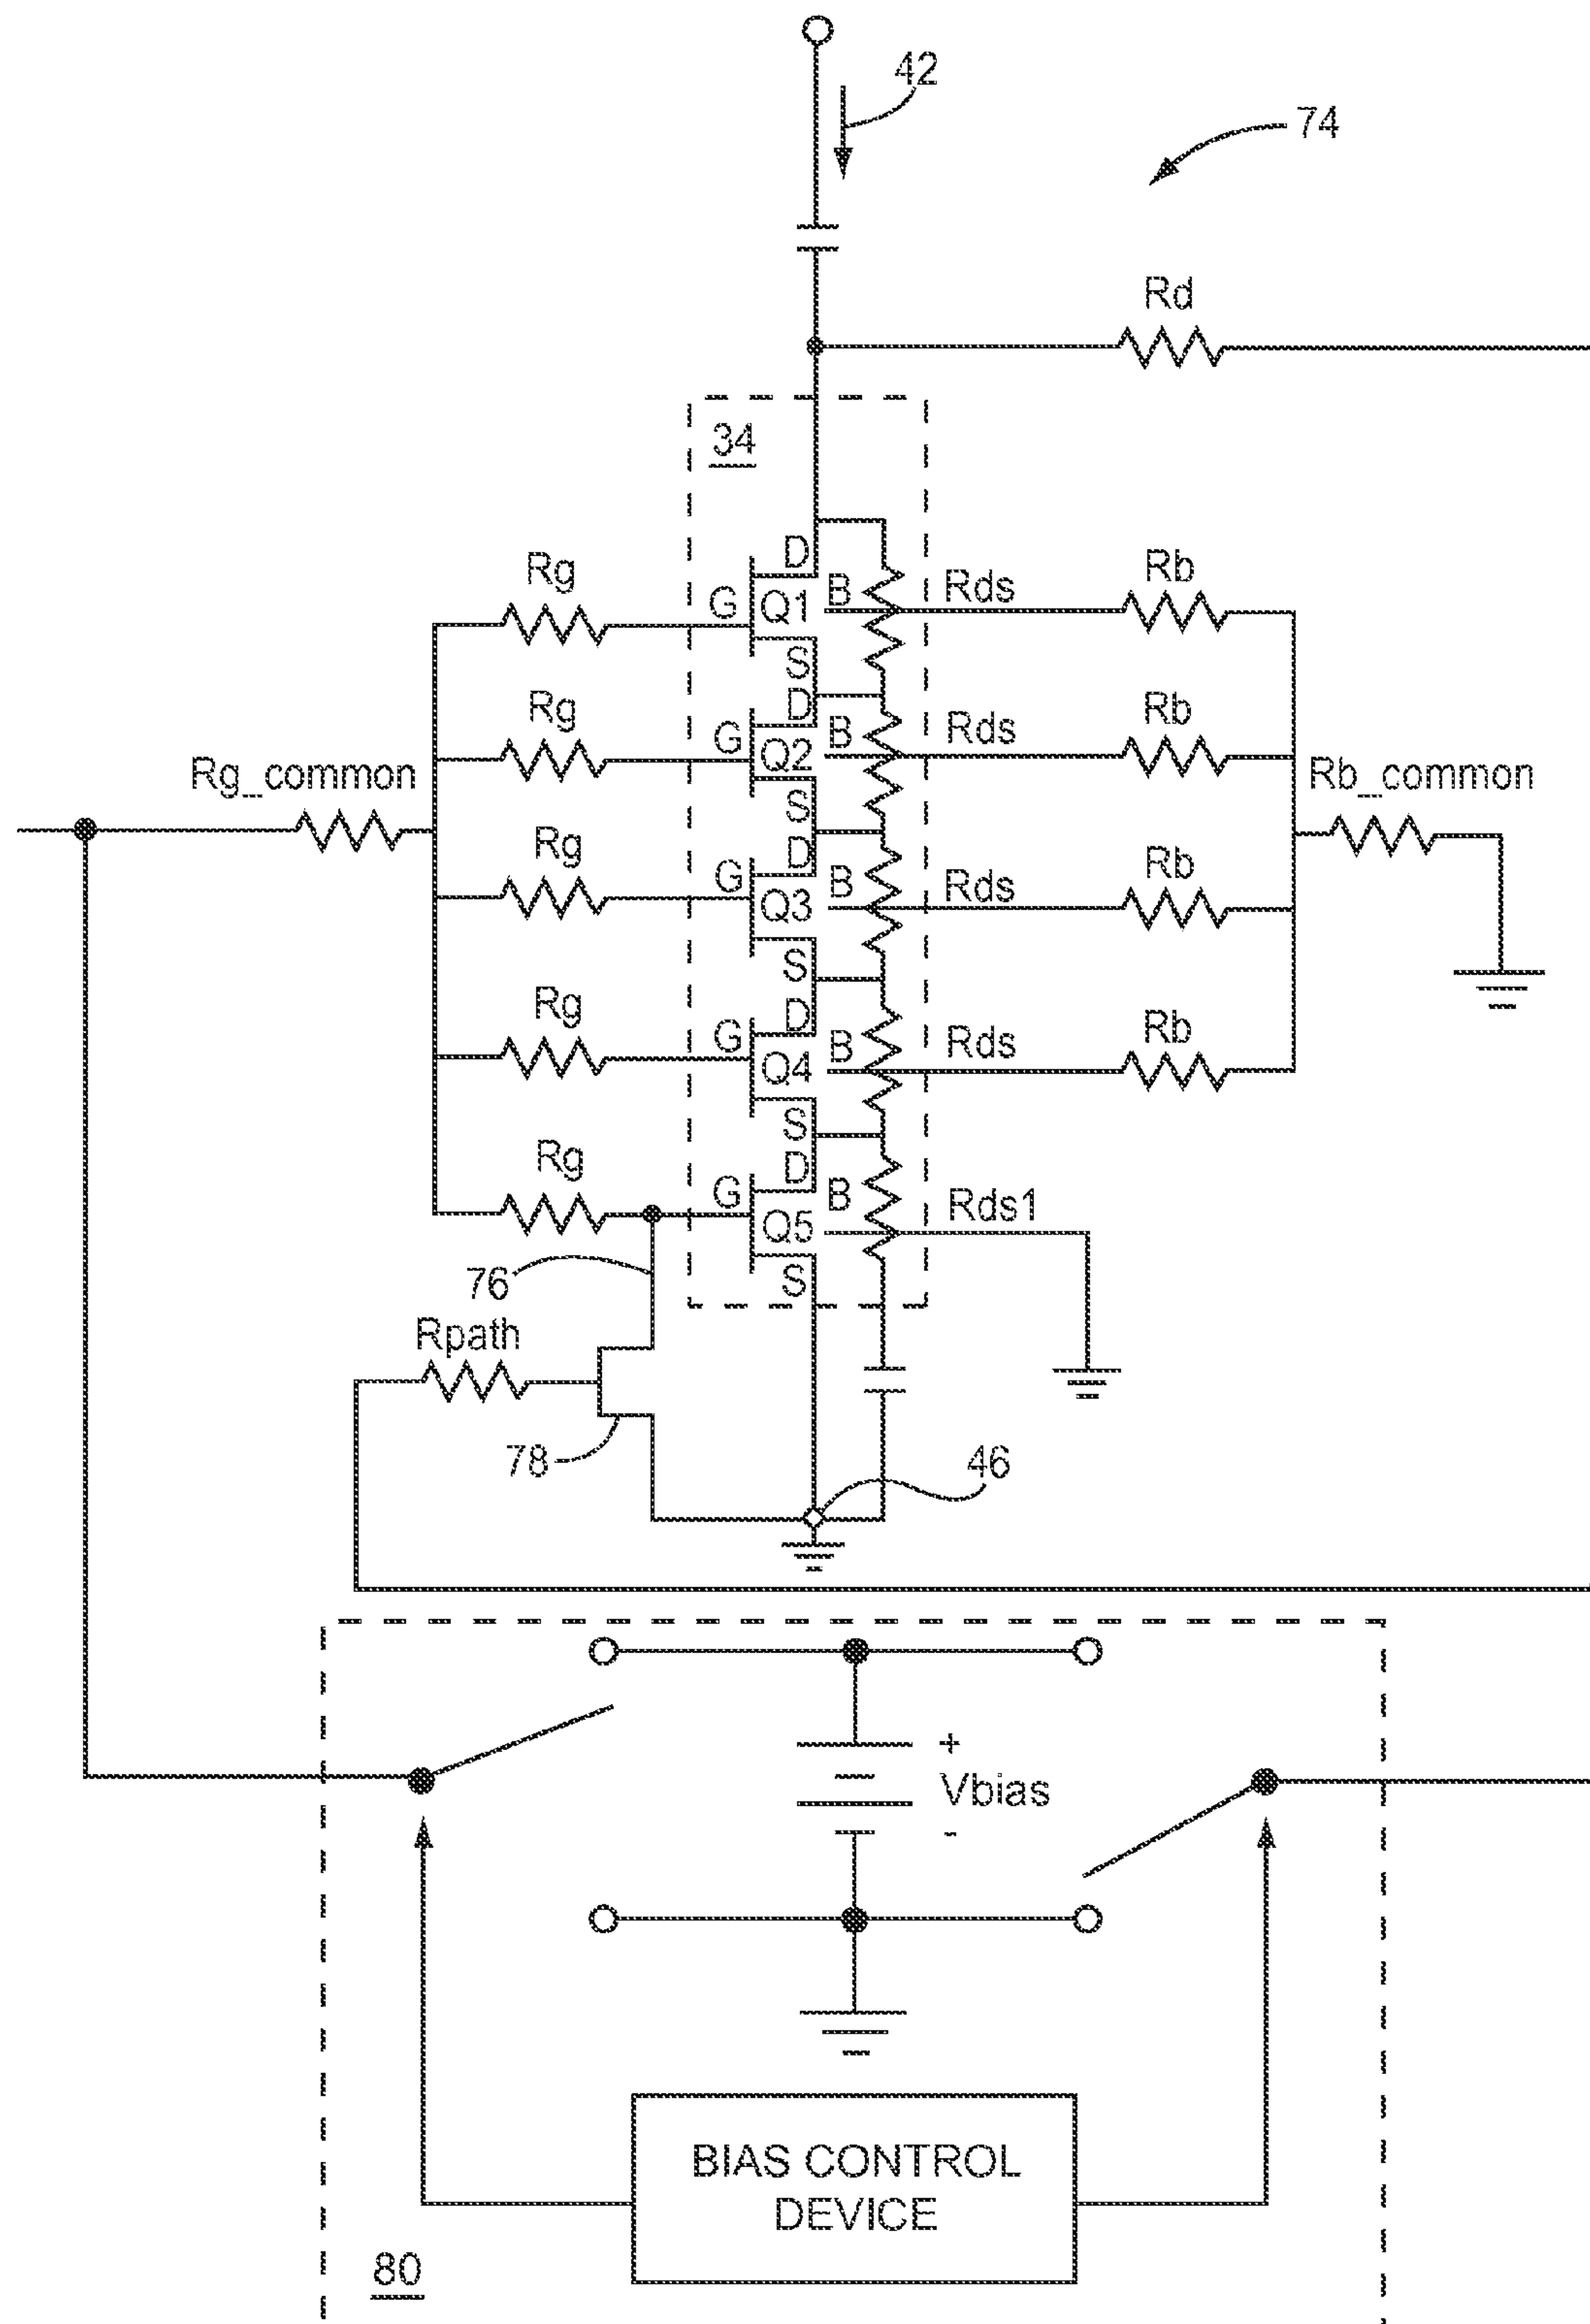 42
74
Rd
34
Rg
D
G
Q1
B
Rds
Rb
S
Rg
D
G
Q2
B
Rds
Rb
Rg_common
Rb_common
S
Rg
D
G
Q3
B
Rds
Rb
S
Rg
D
G
Q4
B
Rds
Rb
S
Rg
D
G
Q5
B
Rds1
76
S
Rpath
78
46
+
Vbias
-
BIAS CONTROL
DEVICE
80